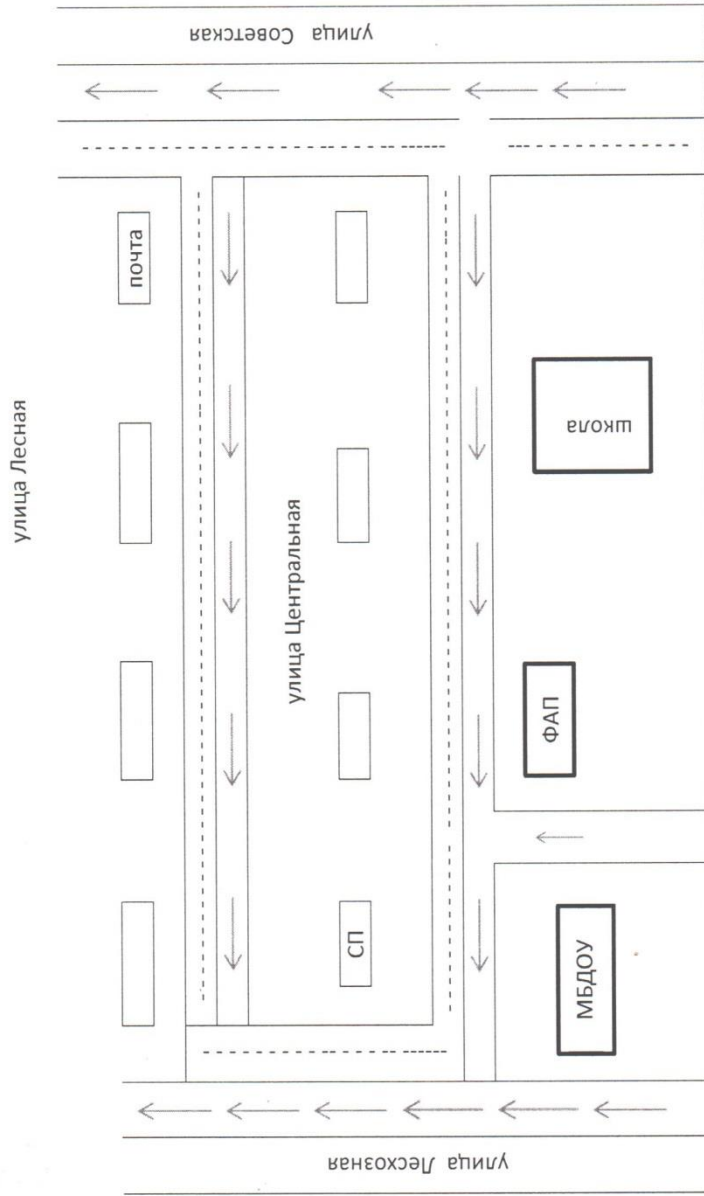 улица Советская
почта
улица Лесная
школа
улица Центральная
ФАП
СП
МБДОУ
улица Лесхозная